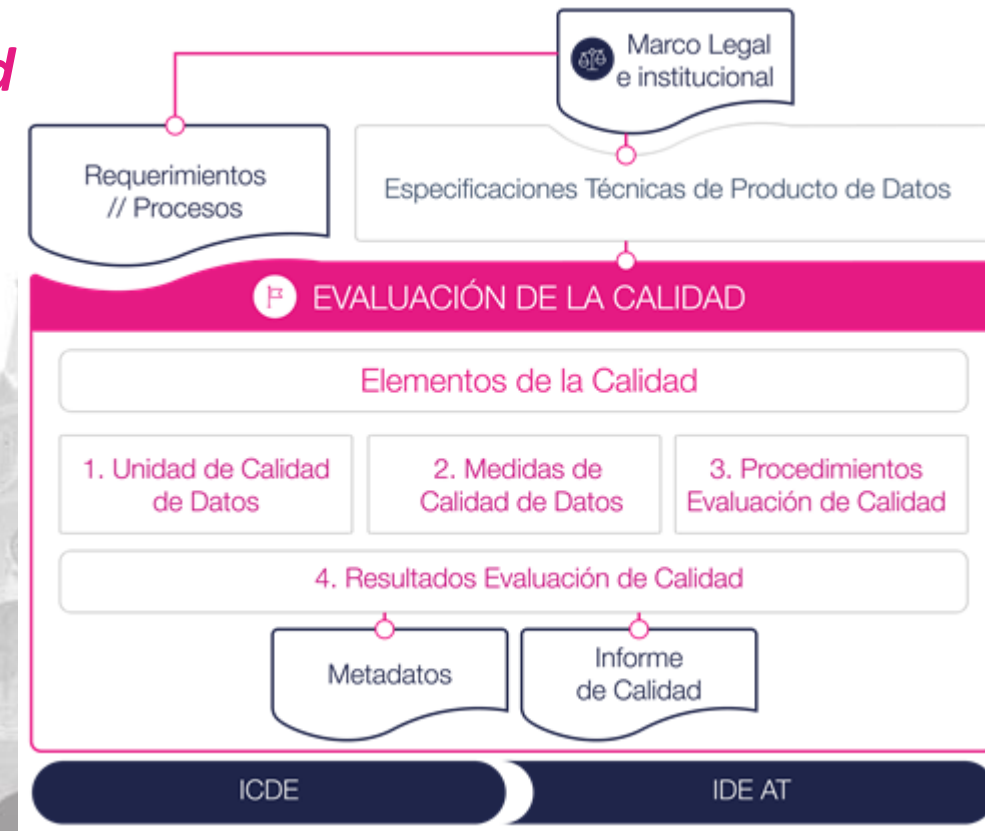 d
Marco Legal
e institucional
Requerimientos
// Procesos
Especificaciones Técnicas de Producto de Datos
EVALUACIÓN DE LA CALIDAD
Elementos de la Calidad
1. Unidad de Calidad
de Datos
2. Medidas de
Calidad de Datos
3. Procedimientos
Evaluación de Calidad
4. Resultados Evaluación de Calidad
Metadatos
Informe
de Calidad
ICDE
IDE AT